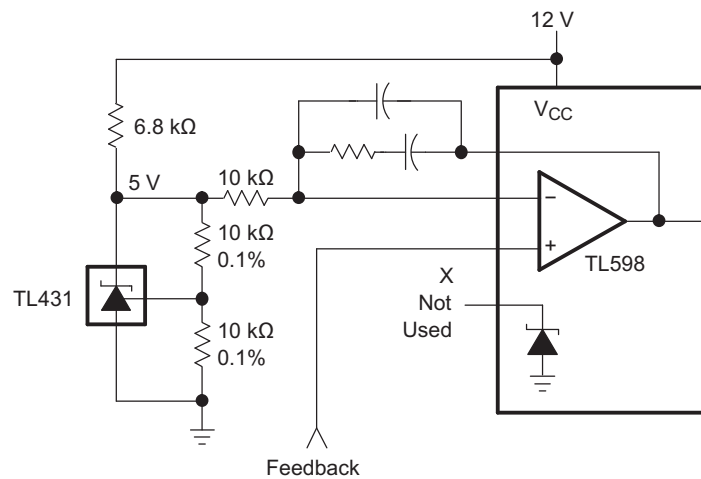 12 V
V_CC
6.8 kΩ
5 V
10 kΩ
10 kΩ
0.1%
−
+
TL598
X
Not
Used
TL431
10 kΩ
0.1%
Feedback